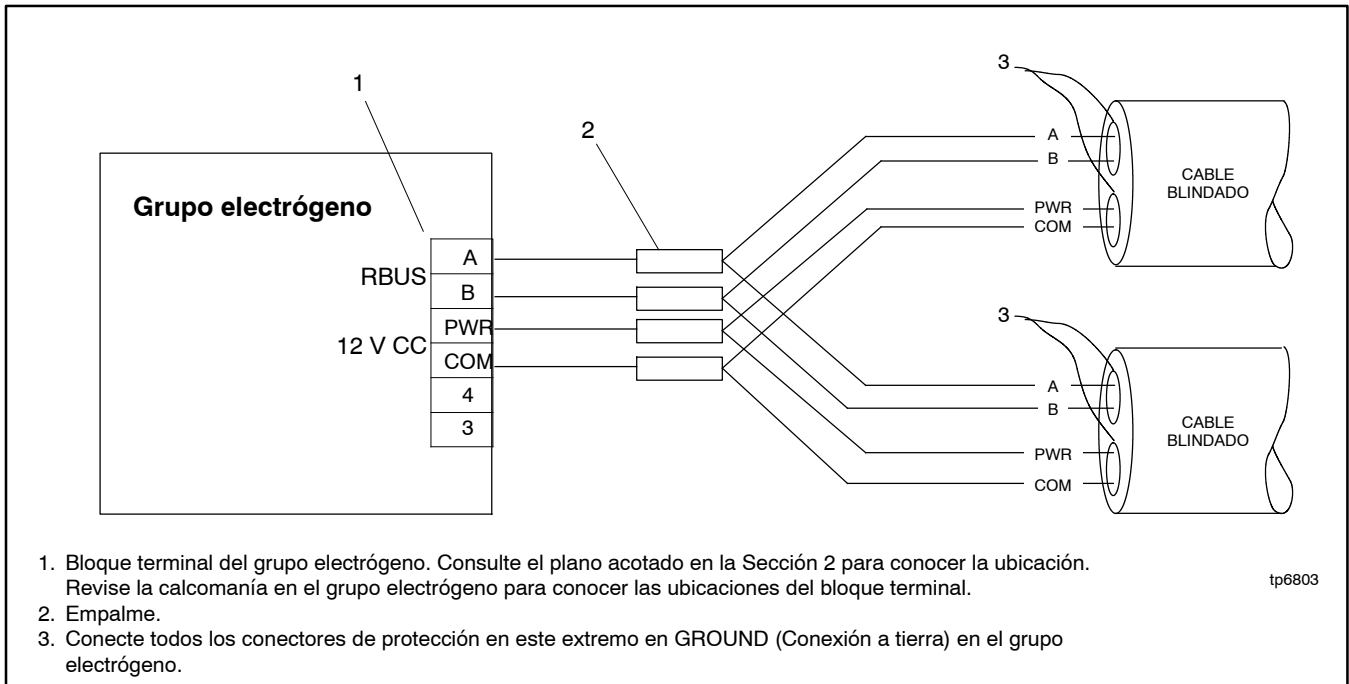 1
2
3
Grupo electrógeno
RBUS
12 V CC
A
B
PWR
COM
4
3
A
B
PWR
COM
CABLE
BLINDADO
3
A
B
PWR
COM
CABLE
BLINDADO
1. Bloque terminal del grupo electrógeno. Consulte el plano acotado en la Sección 2 para conocer la ubicación.
Revise la calcomanía en el grupo electrógeno para conocer las ubicaciones del bloque terminal.
2. Empalme.
3. Conecte todos los conectores de protección en este extremo en GROUND (Conexión a tierra) en el grupo
electrógeno.
tp6803